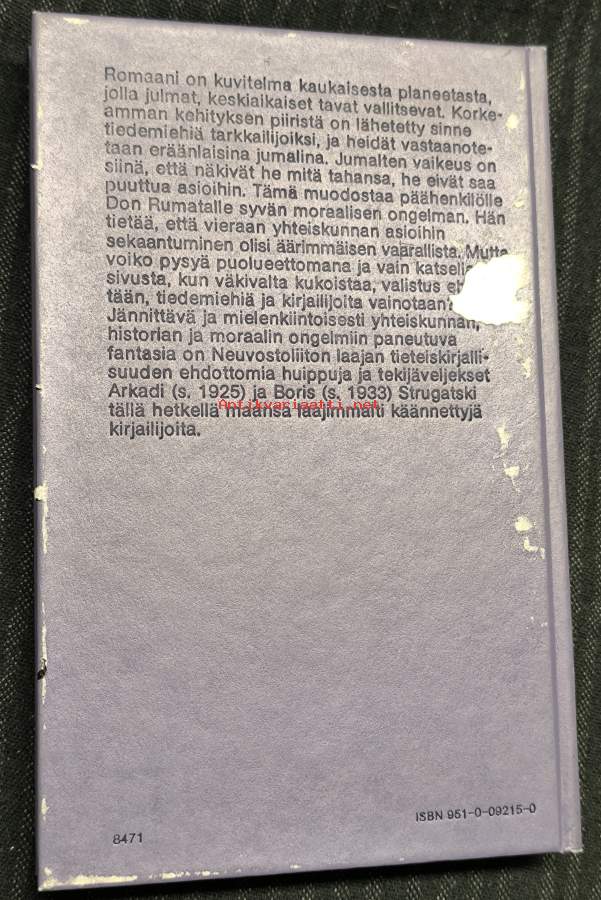 Romaani on kuvitelma kaukaisesta planeetasta,
jolla julmat, keskiaikaiset tavat vallitsevat. Korke-
amman kehityksen piiristä on lähetetty sinne
tiedemiehiä tarkkailijoiksi, ja heidät vastaanote-
taan eräänlaisina jumalina. Jumalten vaikeus on
siinä, että näkivät he mitä tahansa, he eivät saa
puuttua asioihin. Tämä muodostaa päähenkilölle
Don Rumatalle syvän moraalisen ongelman. Hän
tietää, että vieraan yhteiskunnan asioihin
sekaantuminen olisi äärimmäisen vaarallista. Mutta
voiko pysyä puolueettomana ja vain katsella
sivusta, kun väkivalta kukoistaa, valistus
tään, tiedemiehiä ja kirjailijoita vainotaan
Jännittävä ja mielenkiintoisesti yhteiskunnan,
historian ja moraalin ongelmiin paneutuva
fantasia on Neuvostoliiton laajan tieteiskirjalli-
suuden ehdottomia huippuja ja tekijäveljekset
Arkadi (s. 1925) ja Boris (s. 1933) Strugatski
tällä hetkellä maansa laajimmalti käännettyjä
Antikvariaatti.net
kirjailijoita.
ISBN 951-0-09215-0
8471